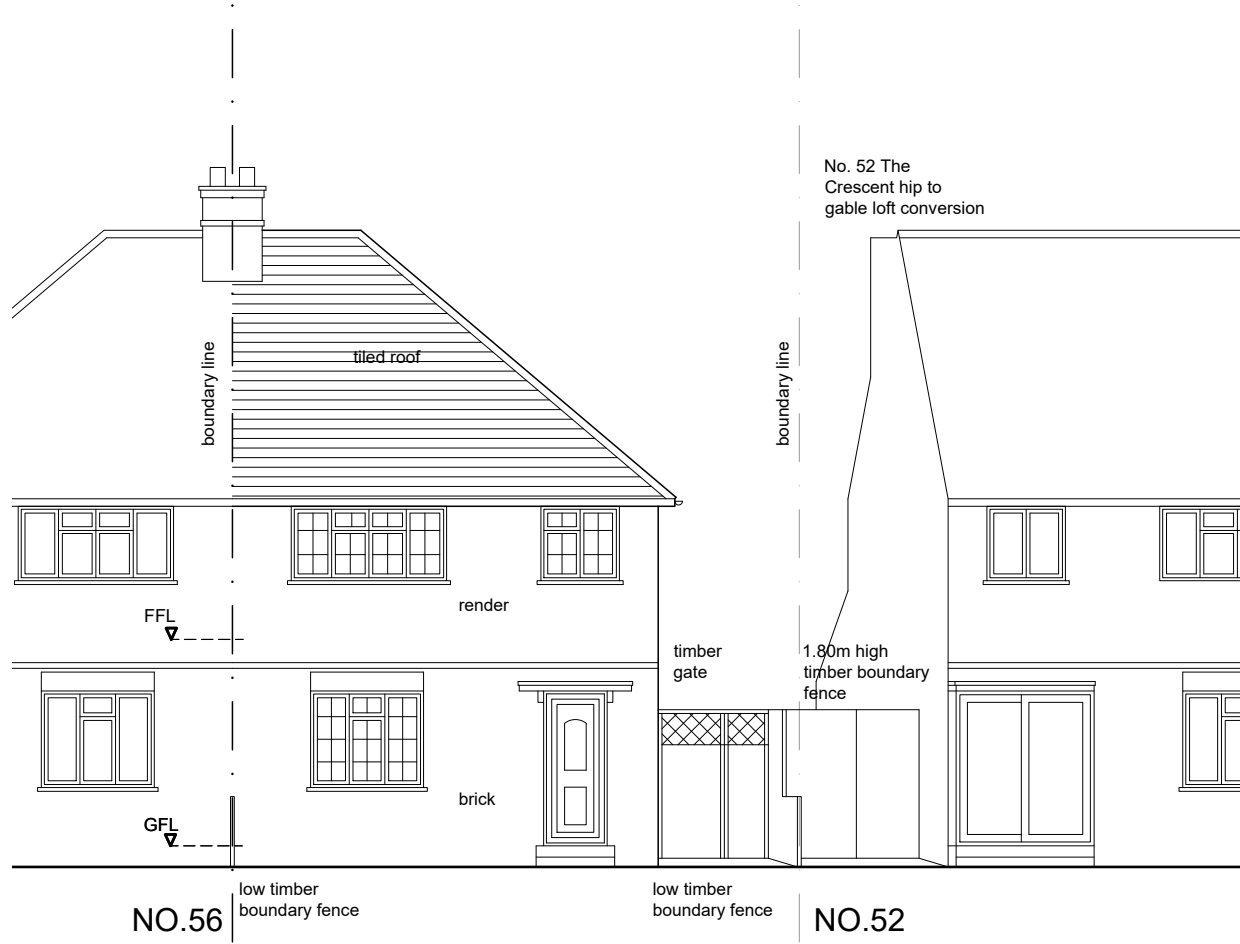 No. 52 The
Crescent hip to
gable loft conversion
boundary line
tiled roof
boundary line
render
FFL
timber
gate
1.80m high
timber boundary
fence
brick
GFL
low timber
boundary fence
low timber
boundary fence
NO.56
NO.52